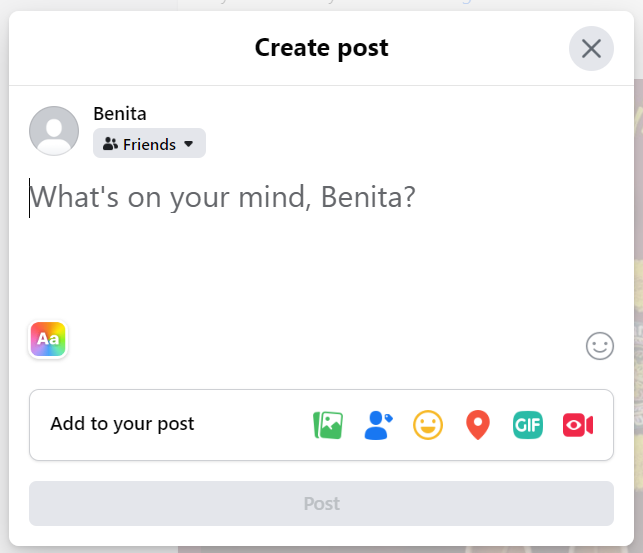 Create post
Benita
Friends
What's on your mind, Benita?
Aa
Add to your post
GIF
Post